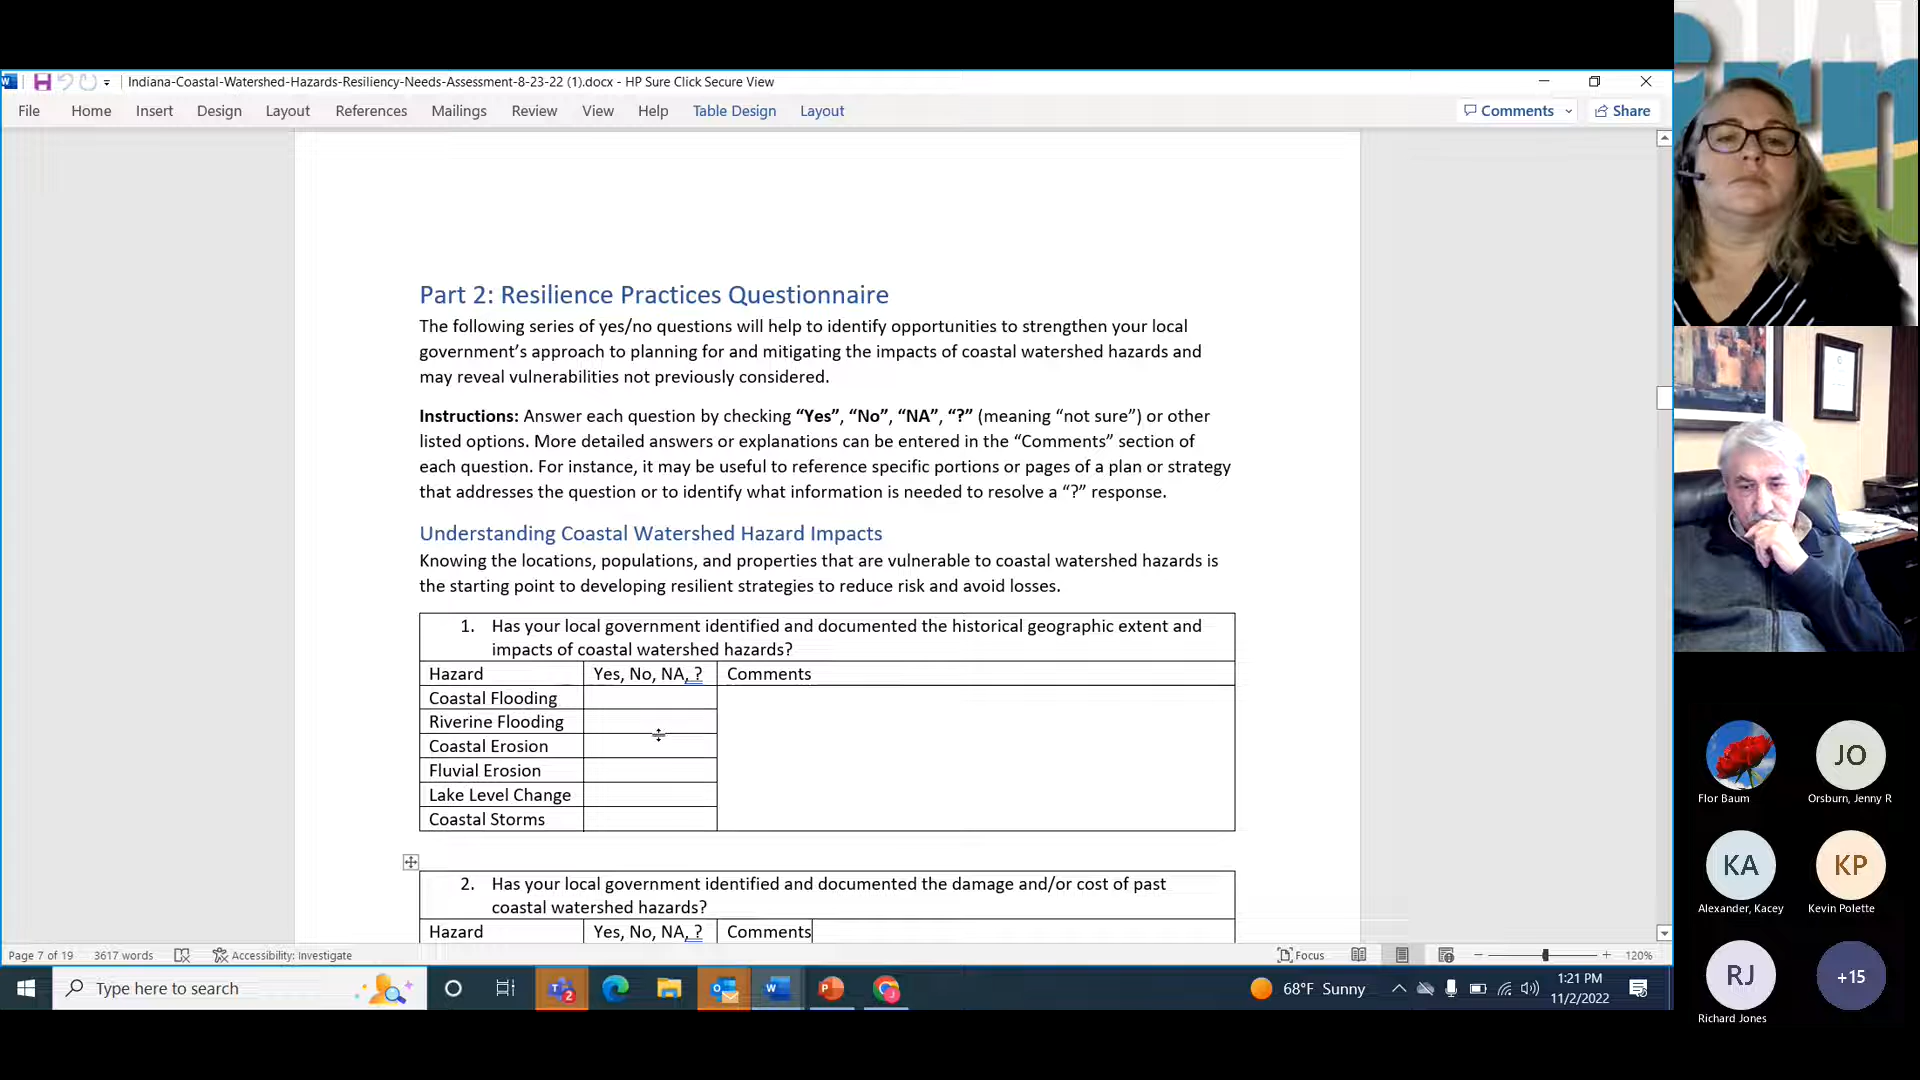 Indiana-Coastal-Watershed-Hazards-Resiliency-Needs-Assessment-8-23-22 (1).docx - HP Sure Click Secure View
File Home Insert Design Layout References Mailings Review View Help Table Design Layout Comments Share
Part 2: Resilience Practices Questionnaire
The following series of yes/no questions will help to identify opportunities to strengthen your local
government’s approach to planning for and mitigating the impacts of coastal watershed hazards and
may reveal vulnerabilities not previously considered.
Instructions: Answer each question by checking “Yes”, “No”, “NA”, “?” (meaning “not sure”) or other
listed options. More detailed answers or explanations can be entered in the “Comments” section of
each question. For instance, it may be useful to reference specific portions or pages of a plan or strategy
that addresses the question or to identify what information is needed to resolve a “?” response.
Understanding Coastal Watershed Hazard Impacts
Knowing the locations, populations, and properties that are vulnerable to coastal watershed hazards is
the starting point to developing resilient strategies to reduce risk and avoid losses.
1. Has your local government identified and documented the historical geographic extent and
impacts of coastal watershed hazards?
Hazard Yes, No, NA, ? Comments
Coastal Flooding
Riverine Flooding
Coastal Erosion
Fluvial Erosion
Lake Level Change
Coastal Storms
2. Has your local government identified and documented the damage and/or cost of past
coastal watershed hazards?
Hazard Yes, No, NA, ? Comments
Page 7 of 19 3617 words Accessibility: Investigate Focus 120%
Type here to search
68°F Sunny
1:21 PM
11/2/2022
Flor Baum
JO
Orsburn, Jenny R
KA
Alexander, Kacey
KP
Kevin Polette
RJ
Richard Jones
+15